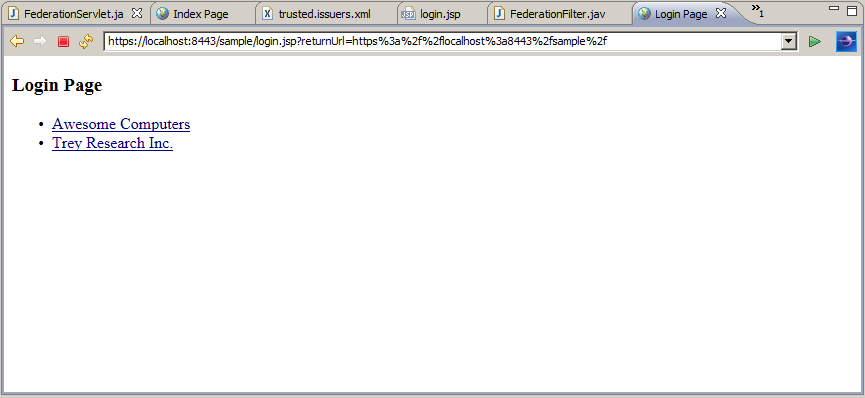 FederationServlet.ja Index Page trusted.issuers.xml login.jsp FederationFilter.jav Login Page »1
https://localhost:8443/sample/login.jsp?returnUrl=https%3a%2f%2flocalhost%3a8443%2fsample%2f
Login Page
• Awesome Computers
• Trey Research Inc.